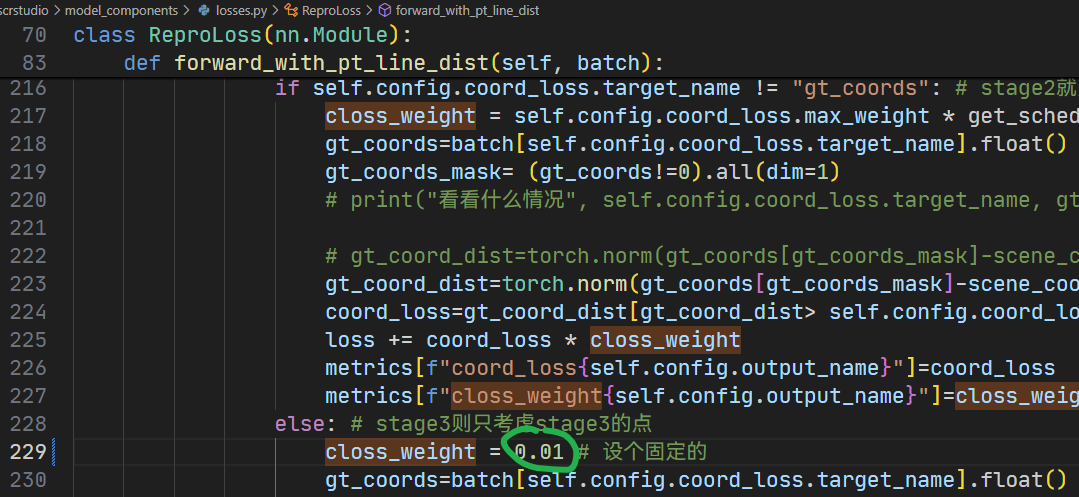 scrstudio > model_components > losses.py > ReproLoss > forward_with_pt_line_dist
70 class ReproLoss(nn.Module):
83 def forward_with_pt_line_dist(self, batch):
216 if self.config.coord_loss.target_name != "gt_coords": # stage2就
217 closs_weight = self.config.coord_loss.max_weight * get_sched
218 gt_coords=batch[self.config.coord_loss.target_name].float()
219 gt_coords_mask= (gt_coords!=0).all(dim=1)
220 # print("看看什么情况", self.config.coord_loss.target_name, gt
221
222 # gt_coord_dist=torch.norm(gt_coords[gt_coords_mask]-scene_c
223 gt_coord_dist=torch.norm(gt_coords[gt_coords_mask]-scene_coo
224 coord_loss=gt_coord_dist[gt_coord_dist> self.config.coord_lo
225 loss += coord_loss * closs_weight
226 metrics[f"coord_loss{self.config.output_name}"]=coord_loss
227 metrics[f"closs_weight{self.config.output_name}"]=closs_weig
228 else: # stage3则只考虑stage3的点
229 closs_weight = 0.01 # 设个固定的
230 gt_coords=batch[self.config.coord_loss.target_name].float()